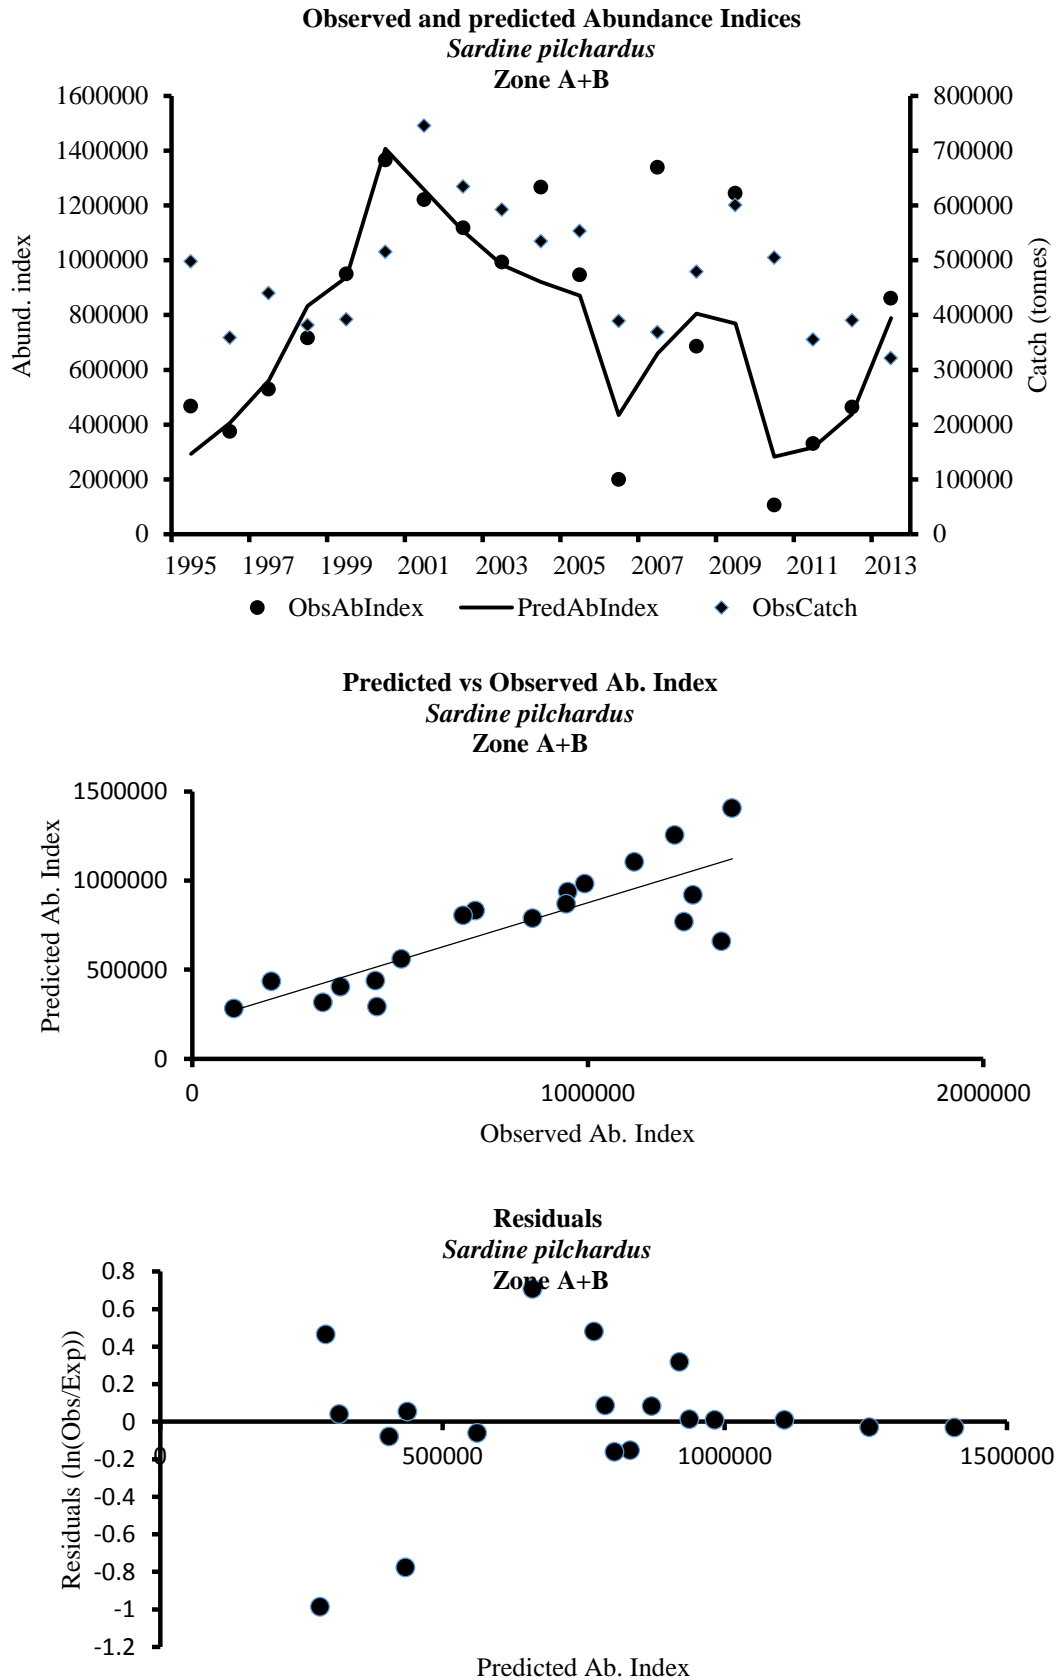 Observed and predicted Abundance Indices
Sardine pilchardus
Zone A+B
1600000
1400000
1200000
1000000
800000
600000
400000
200000
0
Abund. index
800000
700000
600000
500000
400000
300000
200000
100000
0
Catch (tonnes)
1995 1997 1999 2001 2003 2005 2007 2009 2011 2013
ObsAbIndex PredAbIndex ObsCatch
Predicted vs Observed Ab. Index
Sardine pilchardus
Zone A+B
1500000
1000000
500000
0
Predicted Ab. Index
0 1000000 2000000
Observed Ab. Index
Residuals
Sardine pilchardus
Zone A+B
0.8
0.6
0.4
0.2
0
-0.2
-0.4
-0.6
-0.8
-1
-1.2
Residuals (ln(Obs/Exp))
0 500000 1000000 1500000
Predicted Ab. Index